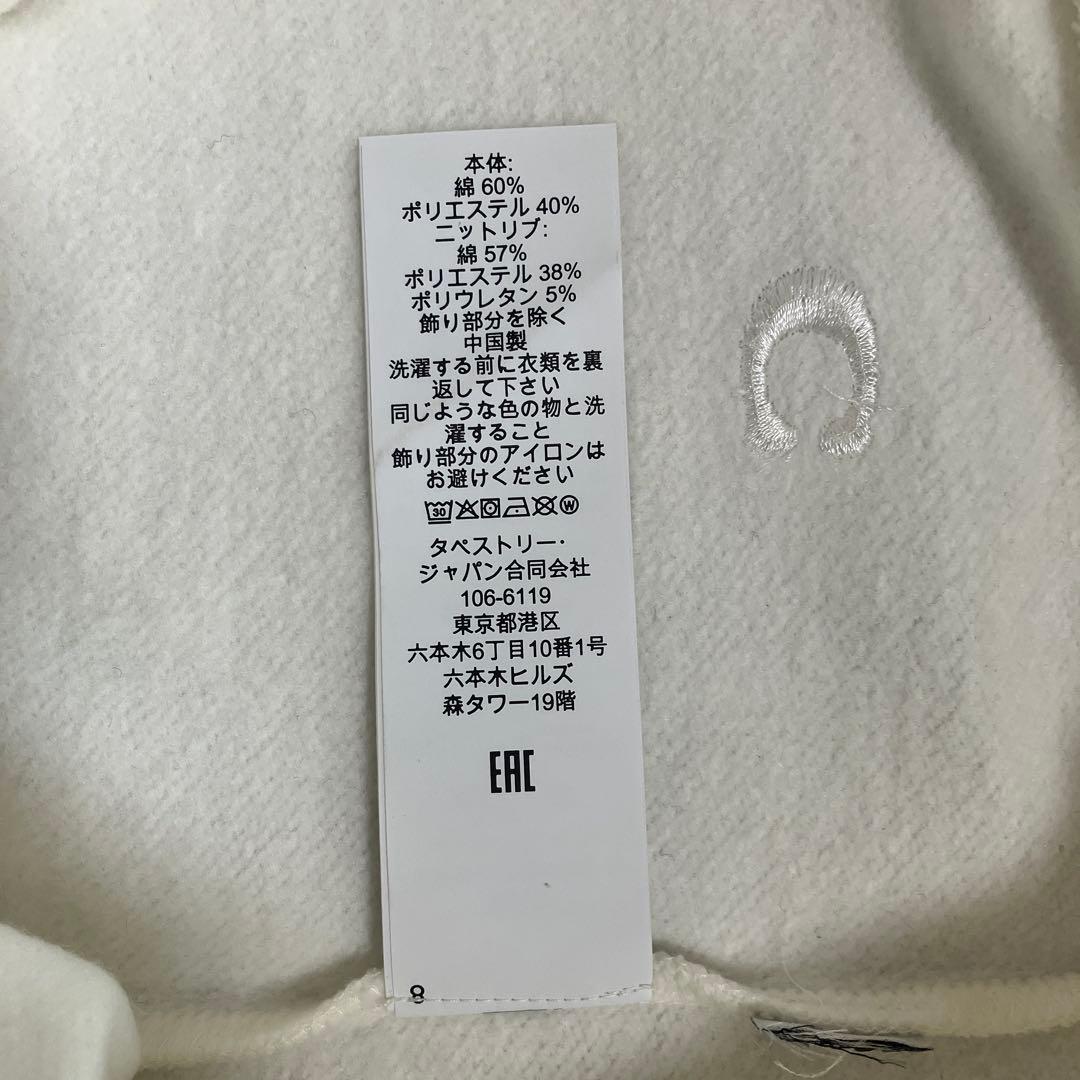 本体:
綿 60%
ポリエステル 40%
ニットリブ:
綿 57%
ポリエステル 38%
ポリウレタン 5%
飾り部分を除く
中国製
洗濯する前に衣類を裏
返して下さい
同じような色の物と洗
濯すること
飾り部分のアイロンは
お避けください
30 W
タペストリー・
ジャパン合同会社
106-6119
東京都港区
六本木6丁目10番1号
六本木ヒルズ
森タワー19階
EAC
8